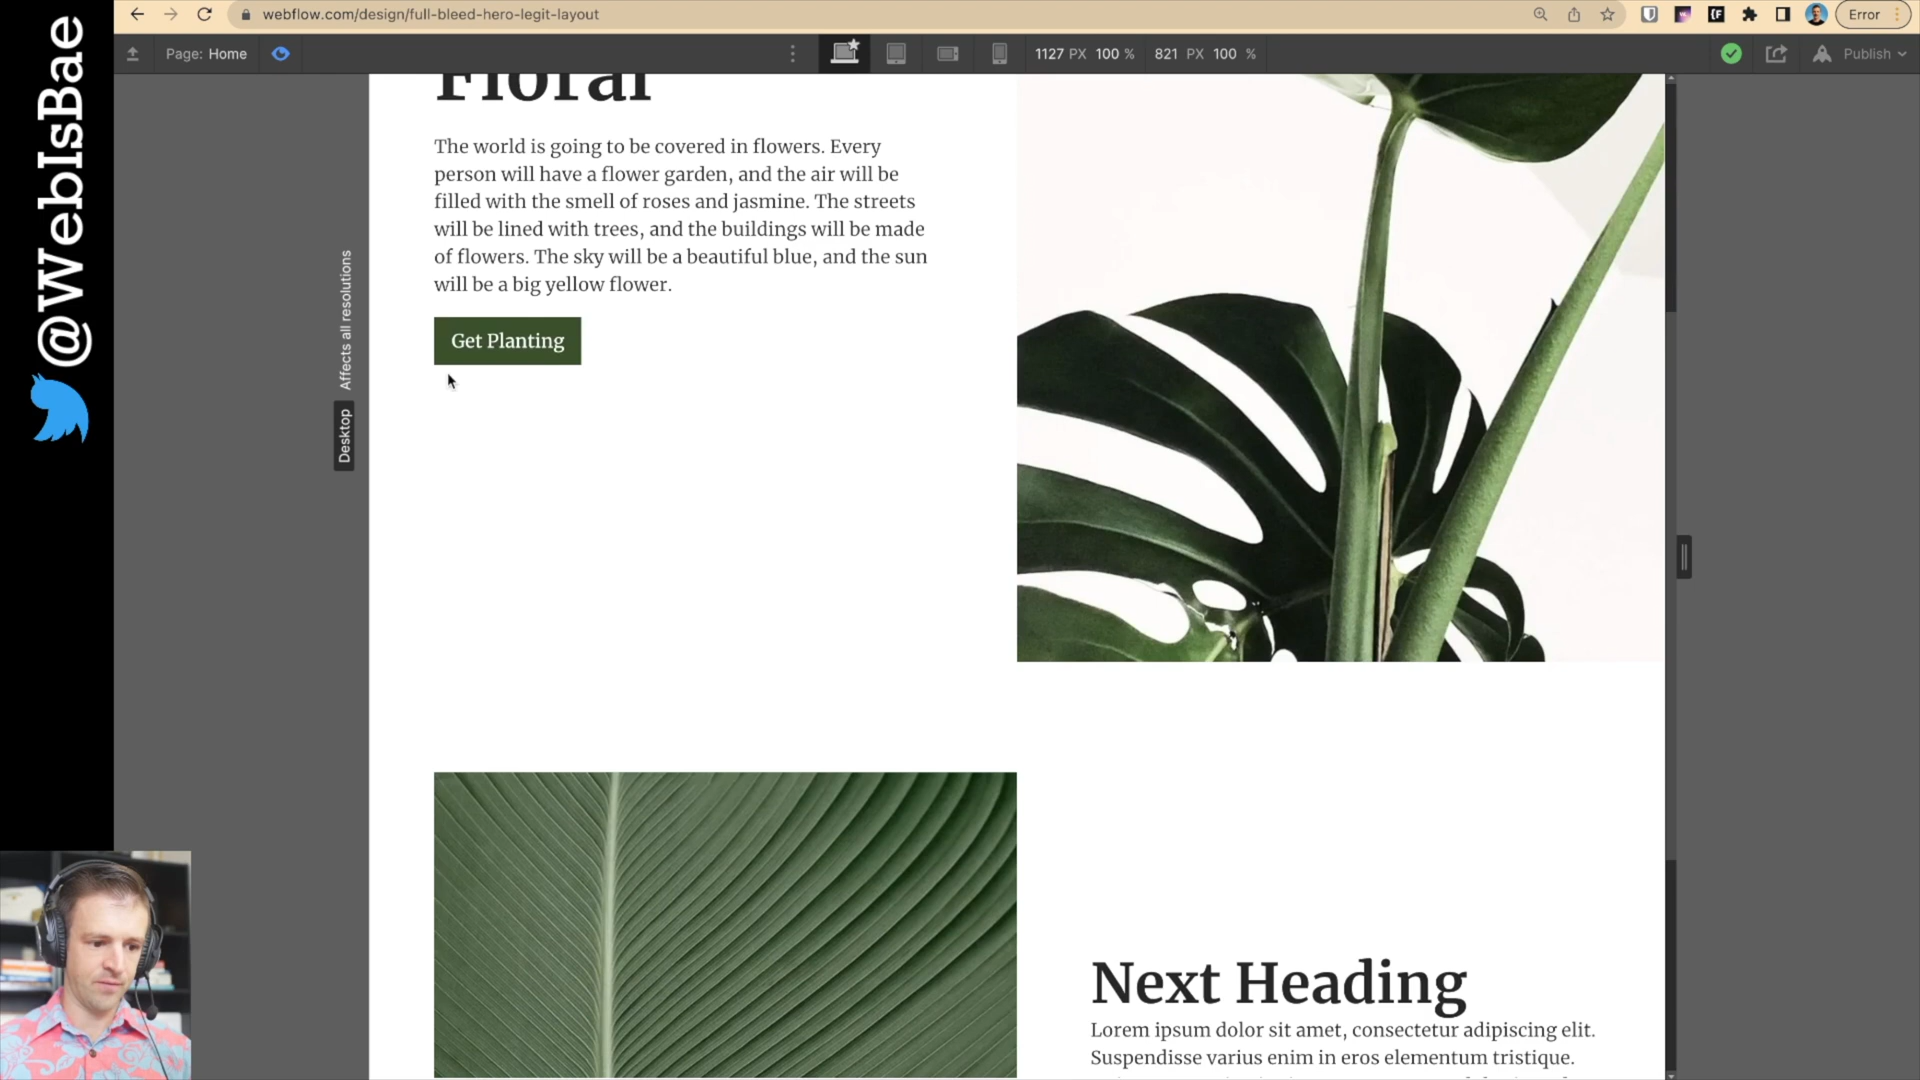 webflow.com/design/full-bleed-hero-legit-layout
Error
Page: Home
1127 PX 100 %
821 PX 100 %
Publish
@WebIsBae
Affects all resolutions
Desktop
Floral
The world is going to be covered in flowers. Every
person will have a flower garden, and the air will be
filled with the smell of roses and jasmine. The streets
will be lined with trees, and the buildings will be made
of flowers. The sky will be a beautiful blue, and the sun
will be a big yellow flower.
Get Planting
Next Heading
Lorem ipsum dolor sit amet, consectetur adipiscing elit.
Suspendisse varius enim in eros elementum tristique.